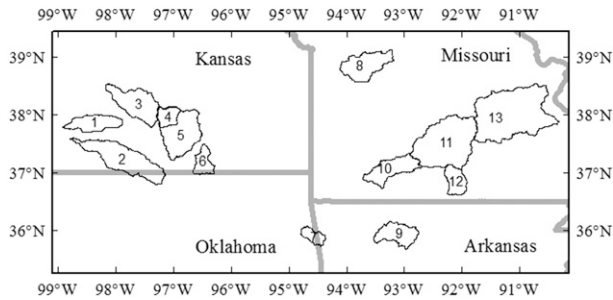 99°W 98°W 97°W 96°W 95°W 94°W 93°W 92°W 91°W
39°N 39°N
Kansas Missouri
8
3
38°N 38°N
1 4 13
5
11
2 6
10
37°N 37°N
12
36°N 9 36°N
Oklahoma Arkansas
99°W 98°W 97°W 96°W 95°W 94°W 93°W 92°W 91°W